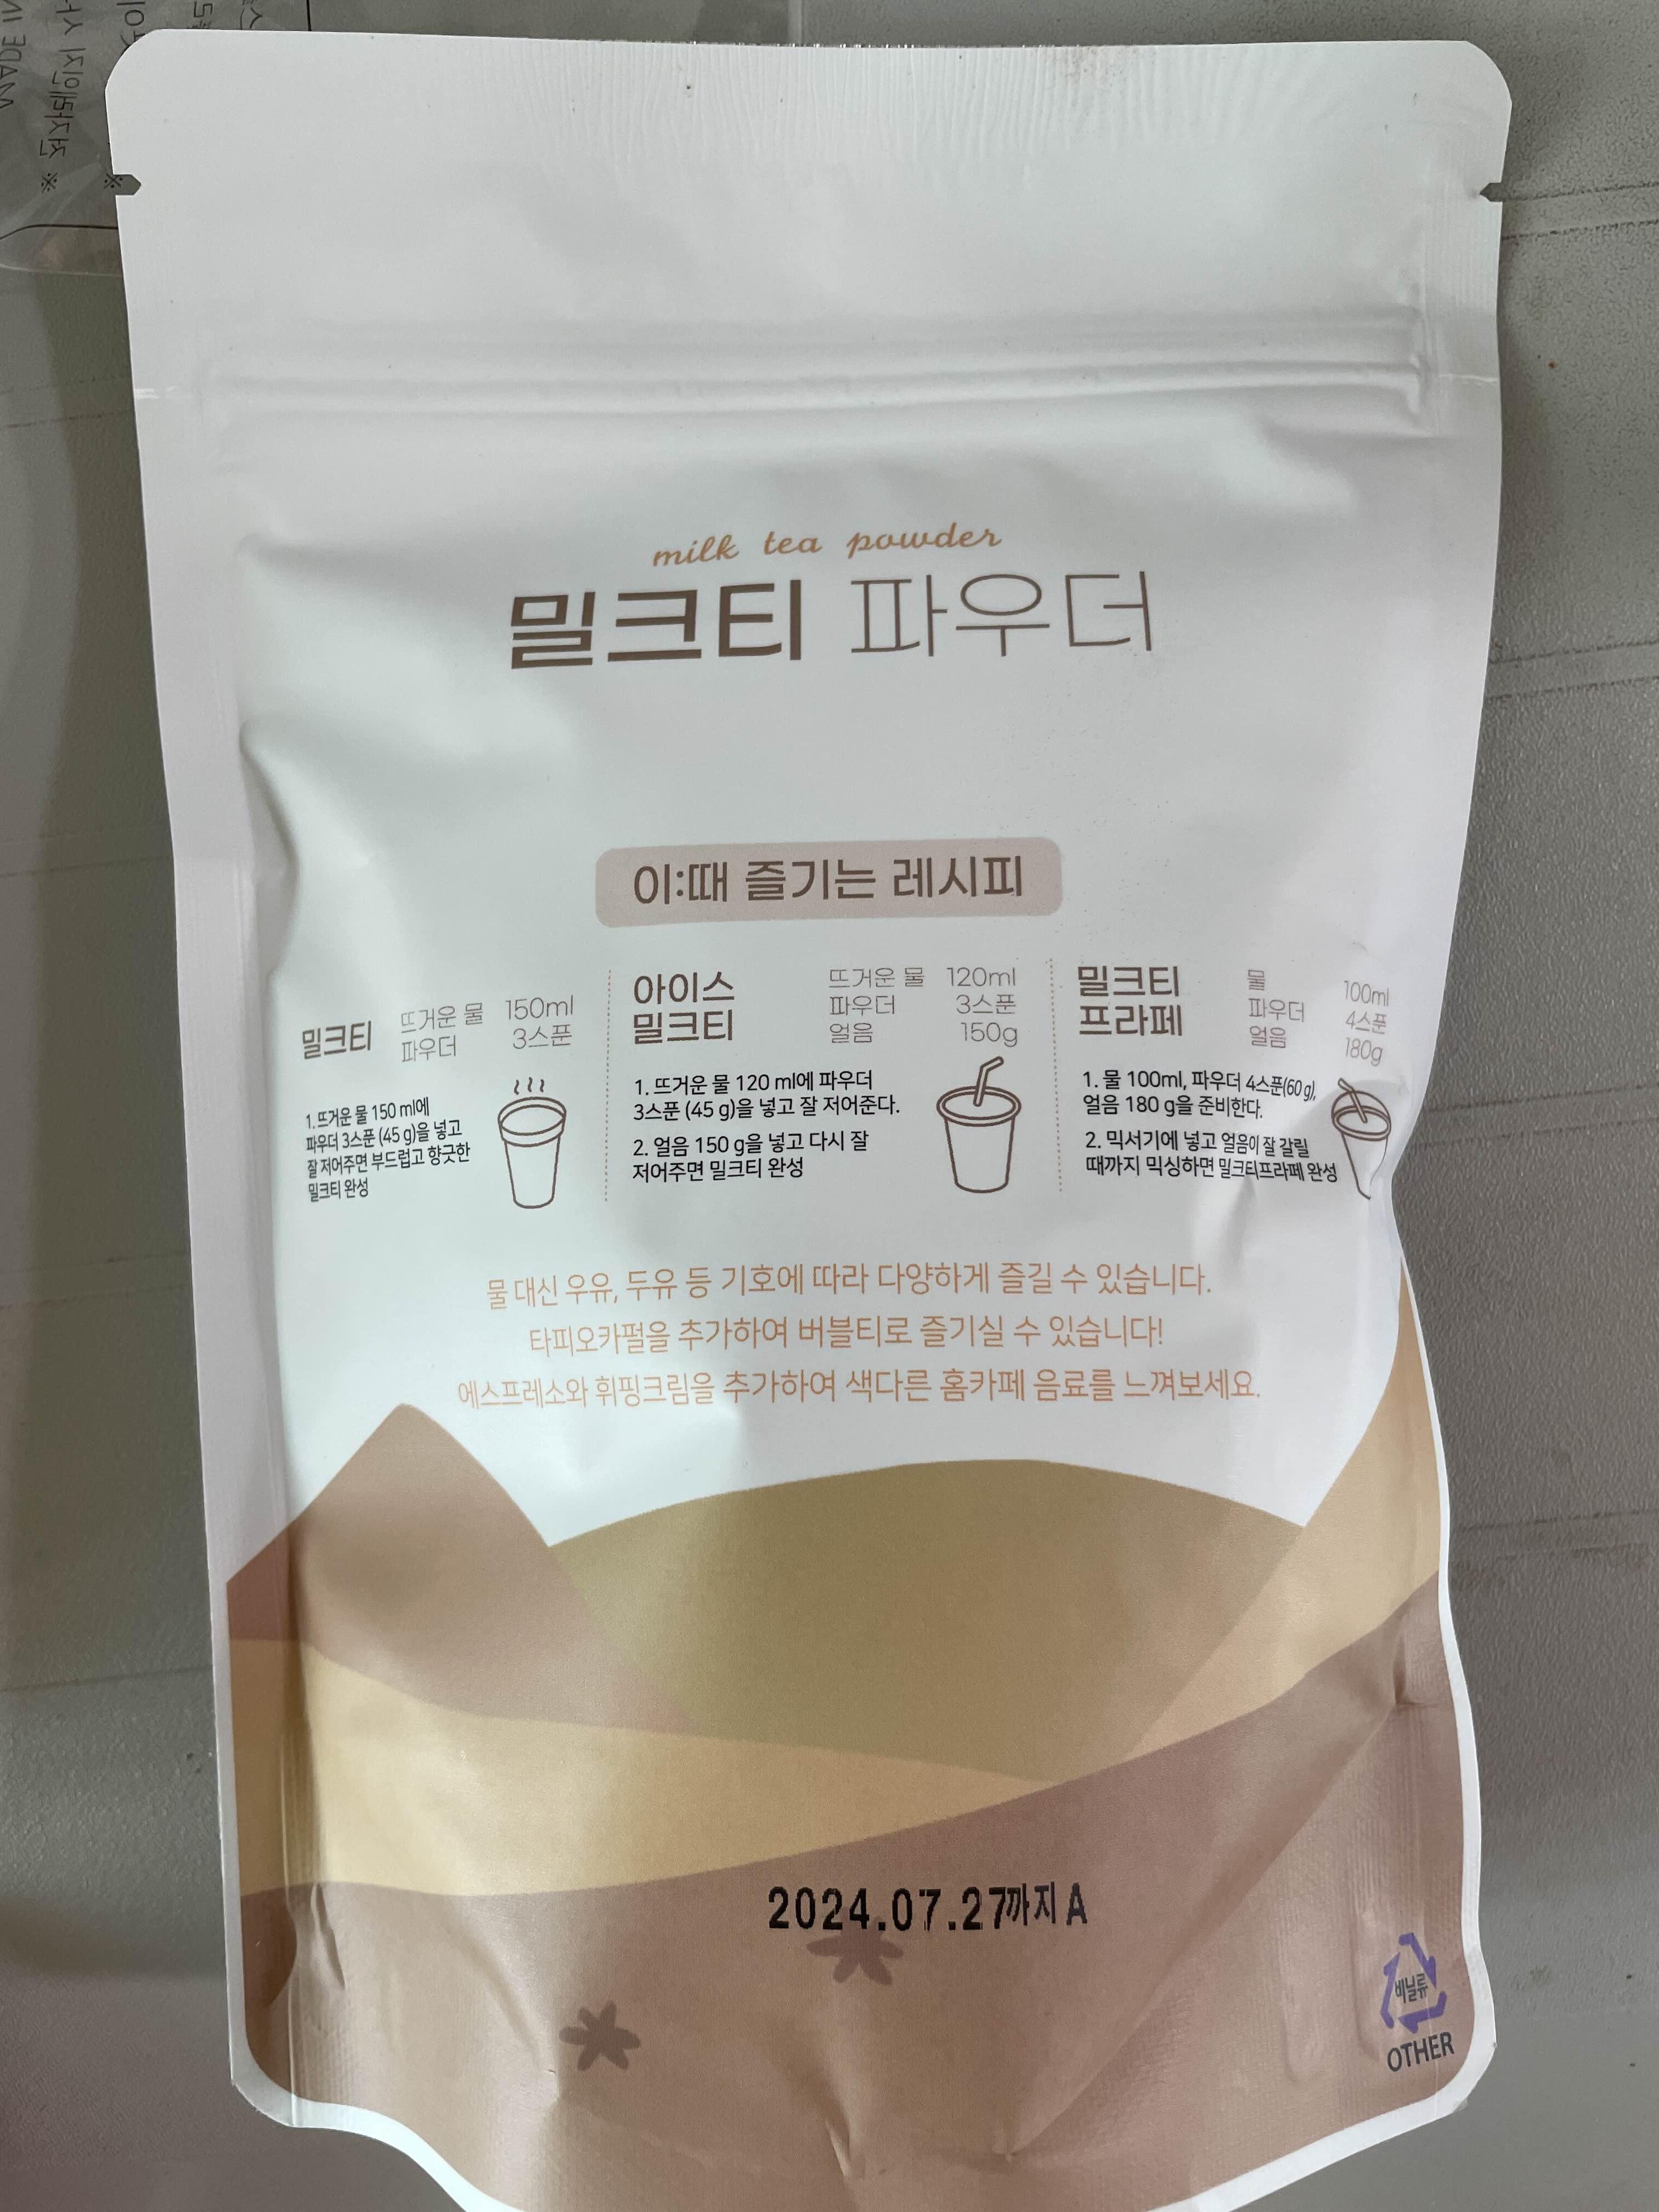 milk tea powder
밀크티 파우더
이:때 즐기는 레시피
밀크티
뜨거운 물 150ml
파우더 3스푼
1. 뜨거운 물 150 ml에
파우더 3스푼 (45 g)을 넣고
잘 저어주면 부드럽고 향긋한
밀크티 완성
아이스
밀크티
뜨거운 물 120ml
파우더 3스푼
얼음 150g
1. 뜨거운 물 120 ml에 파우더
3스푼 (45 g)을 넣고 잘 저어준다.
2. 얼음 150 g을 넣고 다시 잘
저어주면 밀크티 완성
밀크티
프라페
물 100ml
파우더 4스푼
얼음 180g
1. 물 100ml, 파우더 4스푼(60 g),
얼음 180 g을 준비한다.
2. 믹서기에 넣고 얼음이 잘 갈릴
때까지 믹싱하면 밀크티프라페 완성
물 대신 우유, 두유 등 기호에 따라 다양하게 즐길 수 있습니다.
타피오카펄을 추가하여 버블티로 즐기실 수 있습니다!
에스프레소와 휘핑크림을 추가하여 색다른 홈카페 음료를 느껴보세요.
2024.07.27까지 A
비닐류
OTHER